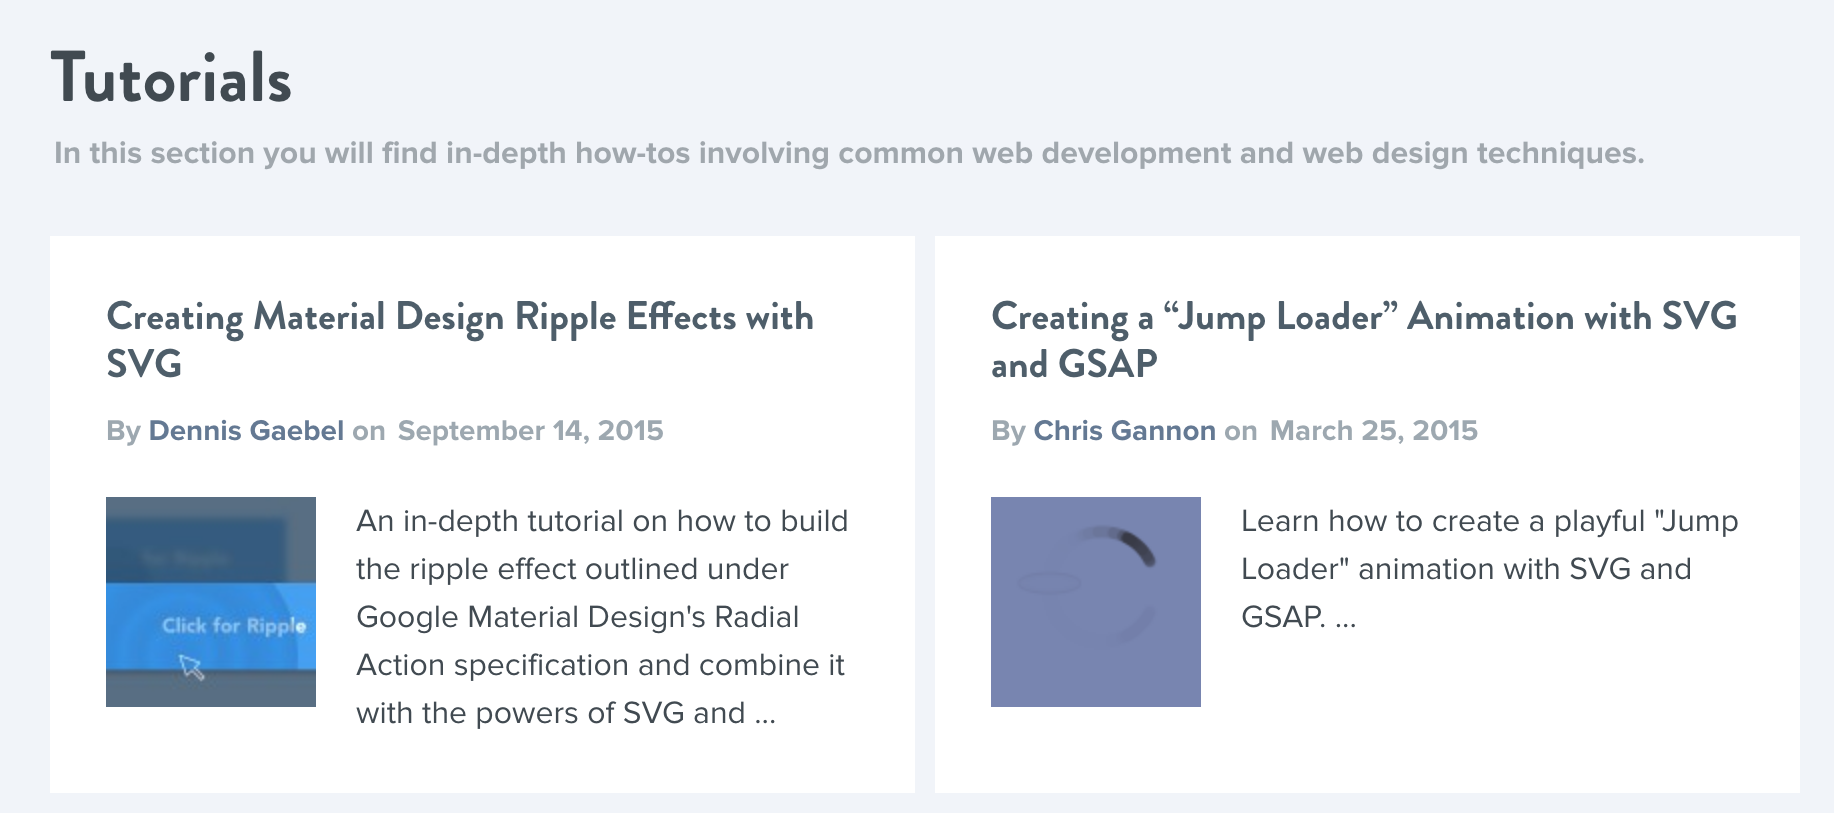 Tutorials
In this section you will find in-depth how-tos involving common web development and web design techniques.
Creating Material Design Ripple Effects with
SVG
By Dennis Gaebel on September 14, 2015
Click for Ripple
An in-depth tutorial on how to build
the ripple effect outlined under
Google Material Design's Radial
Action specification and combine it
with the powers of SVG and ...
Creating a “Jump Loader” Animation with SVG
and GSAP
By Chris Gannon on March 25, 2015
Learn how to create a playful "Jump
Loader" animation with SVG and
GSAP. ...